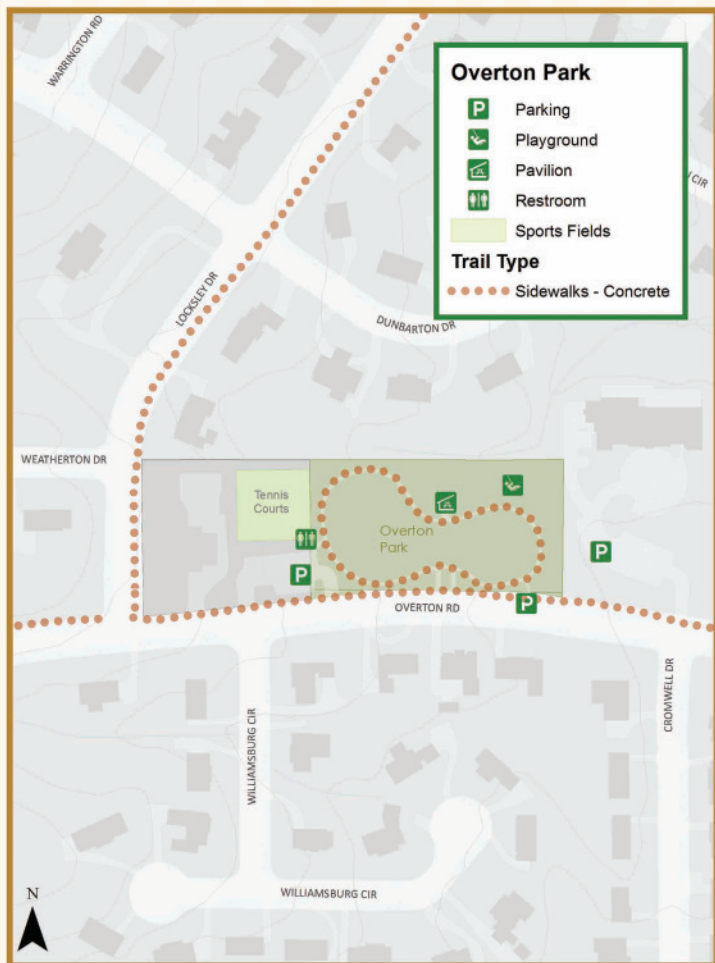 WARRINGTON RD
Overton Park
P
Parking
Playground
Pavilion
Restroom
Sports Fields
Trail Type
Sidewalks - Concrete
CIR
LOCKSLEY DR
DUNBARTON DR
WEATHERTON DR
Tennis
Courts
Overton
Park
P
P
P
OVERTON RD
WILLIAMSBURG CIR
CROMWELL DR
WILLIAMSBURG CIR
N